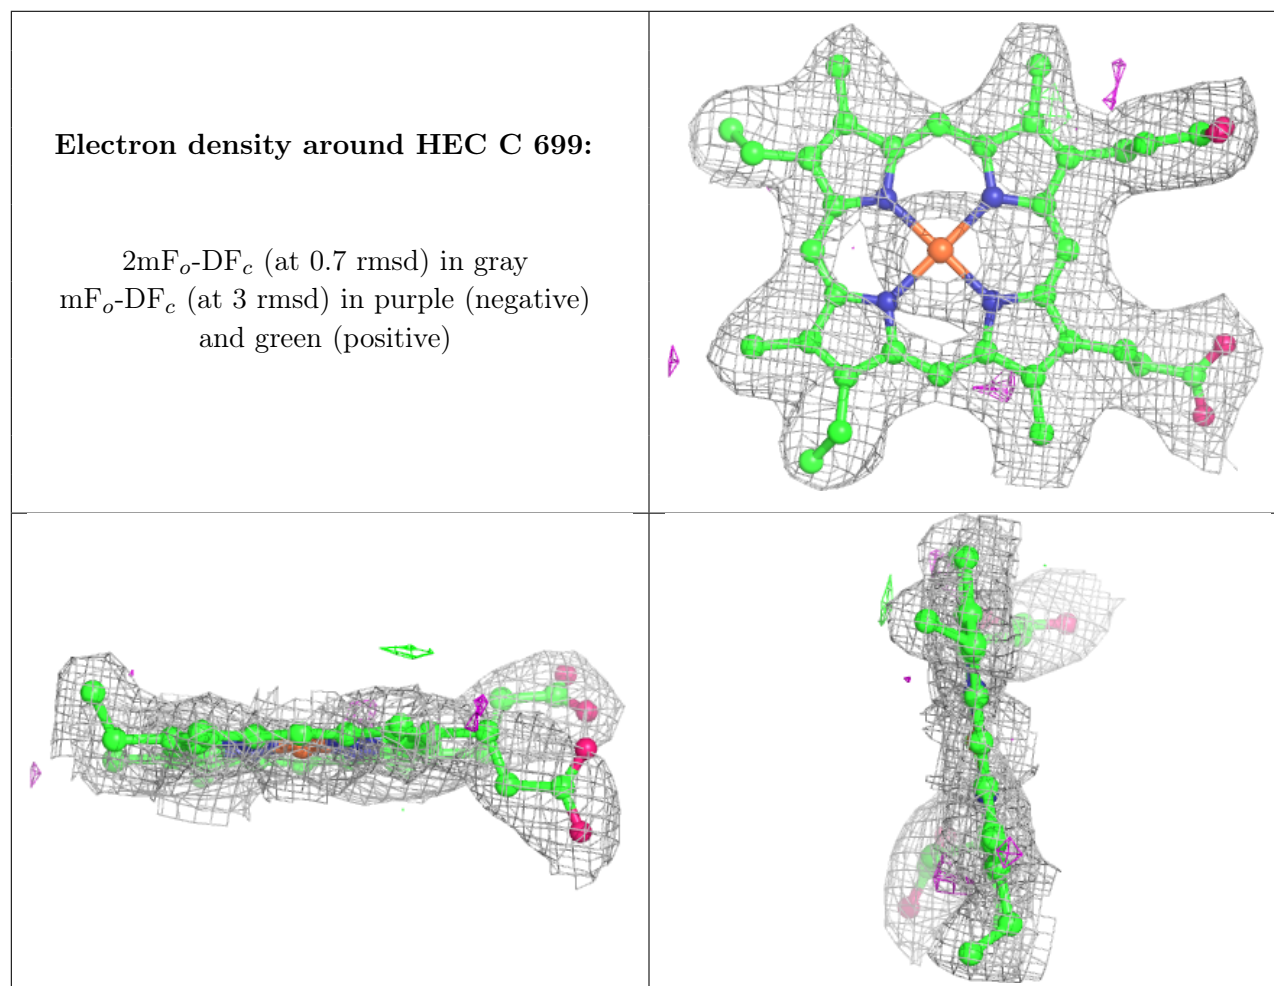 Electron density around HEC C 699:
2mFo-DFc (at 0.7 rmsd) in gray
mFo-DFc (at 3 rmsd) in purple (negative)
and green (positive)